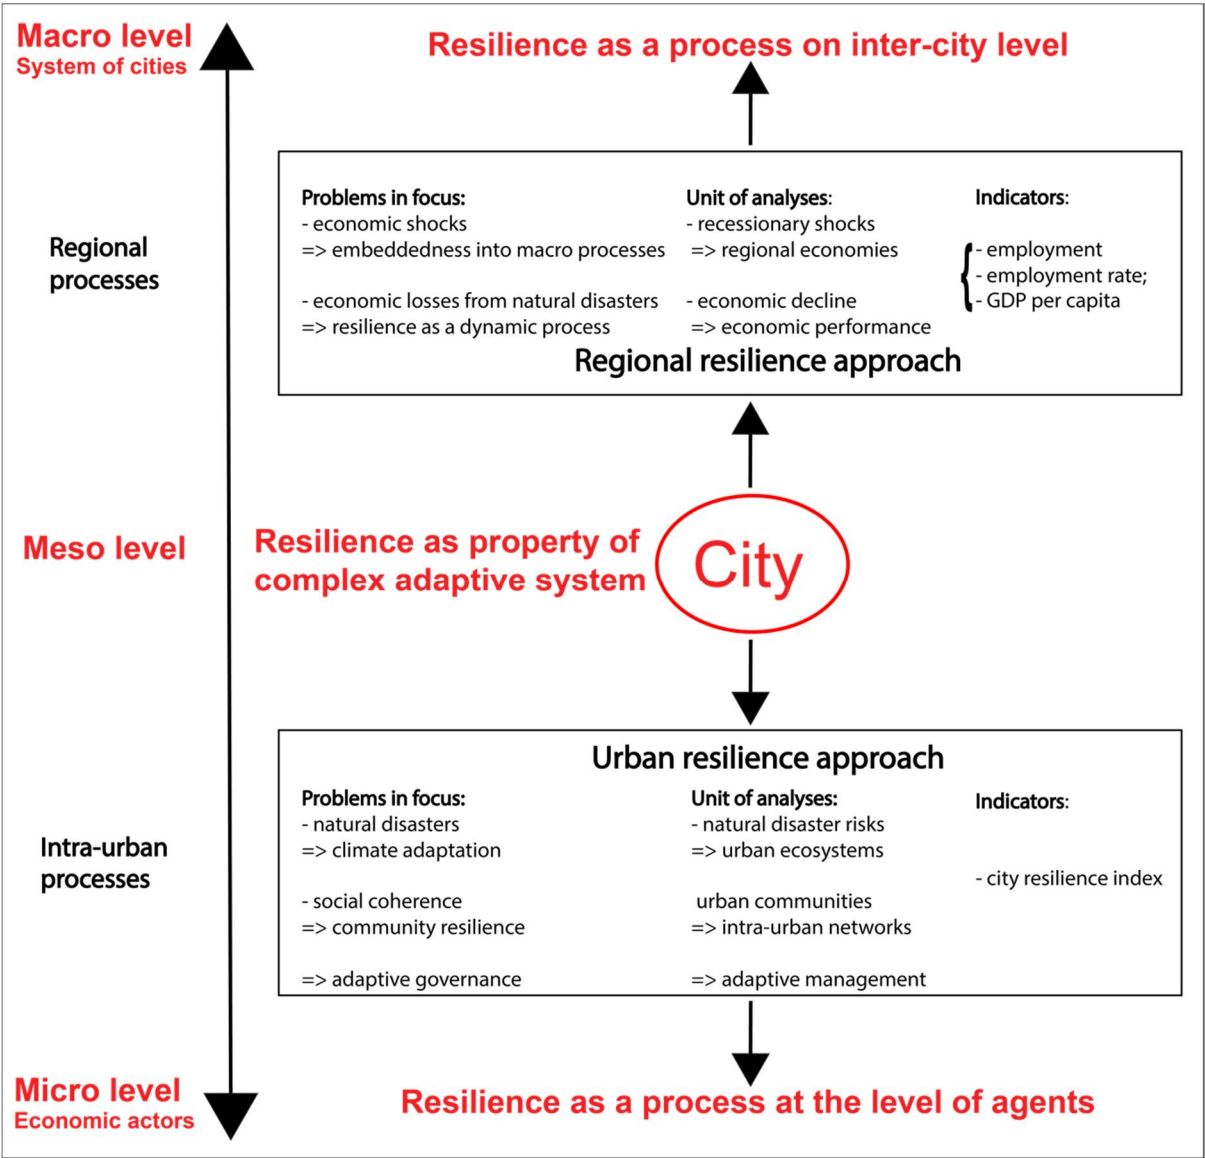 Macro level
System of cities
Resilience as a process on inter-city level
Regional
processes
Problems in focus:
- economic shocks
=> embeddedness into macro processes
- economic losses from natural disasters
=> resilience as a dynamic process
Unit of analyses:
- recessionary shocks
=> regional economies
- economic decline
=> economic performance
Indicators:
- employment
- employment rate;
- GDP per capita
Regional resilience approach
Meso level
Resilience as property of
complex adaptive system
City
Intra-urban
processes
Urban resilience approach
Problems in focus:
- natural disasters
=> climate adaptation
- social coherence
=> community resilience
=> adaptive governance
Unit of analyses:
- natural disaster risks
=> urban ecosystems
urban communities
=> intra-urban networks
=> adaptive management
Indicators:
- city resilience index
Micro level
Economic actors
Resilience as a process at the level of agents